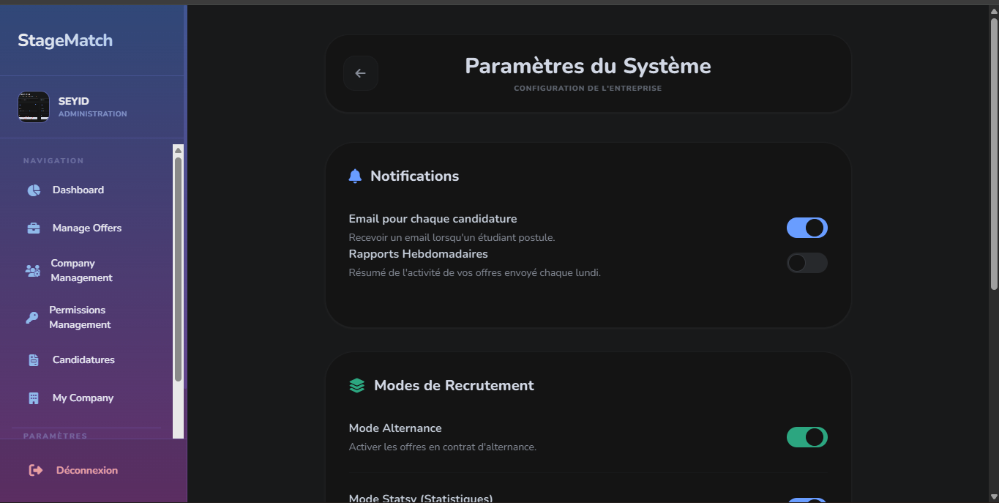 StageMatch
SEYID
ADMINISTRATION
NAVIGATION
Dashboard
Manage Offers
Company
Management
Permissions
Management
Candidatures
My Company
PARAMÈTRES
Déconnexion
Paramètres du Système
CONFIGURATION DE L'ENTREPRISE
Notifications
Email pour chaque candidature
Recevoir un email lorsqu'un étudiant postule.
Rapports Hebdomadaires
Résumé de l'activité de vos offres envoyé chaque lundi.
Modes de Recrutement
Mode Alternance
Activer les offres en contrat d'alternance.
Mode Statsy (Statistiques)